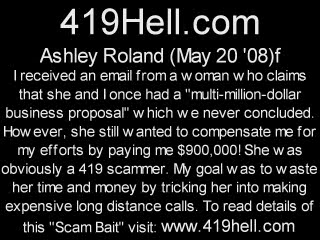 419Hell.com
Ashley Roland (May 20 '08)f
I received an email from a woman who claims
that she and I once had a "multi-million-dollar
business proposal" which we never concluded.
However, she still wanted to compensate me for
my efforts by paying me $900,000! She was
obviously a 419 scammer. My goal was to waste
her time and money by tricking her into making
expensive long distance calls. To read details of
this "Scam Bait" visit: www.419hell.com